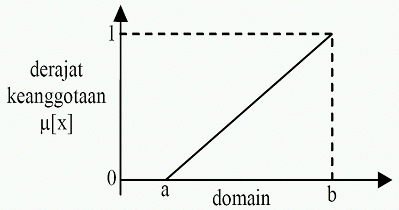 1
derajat
keanggotaan
μ[x]
0
a
domain
b